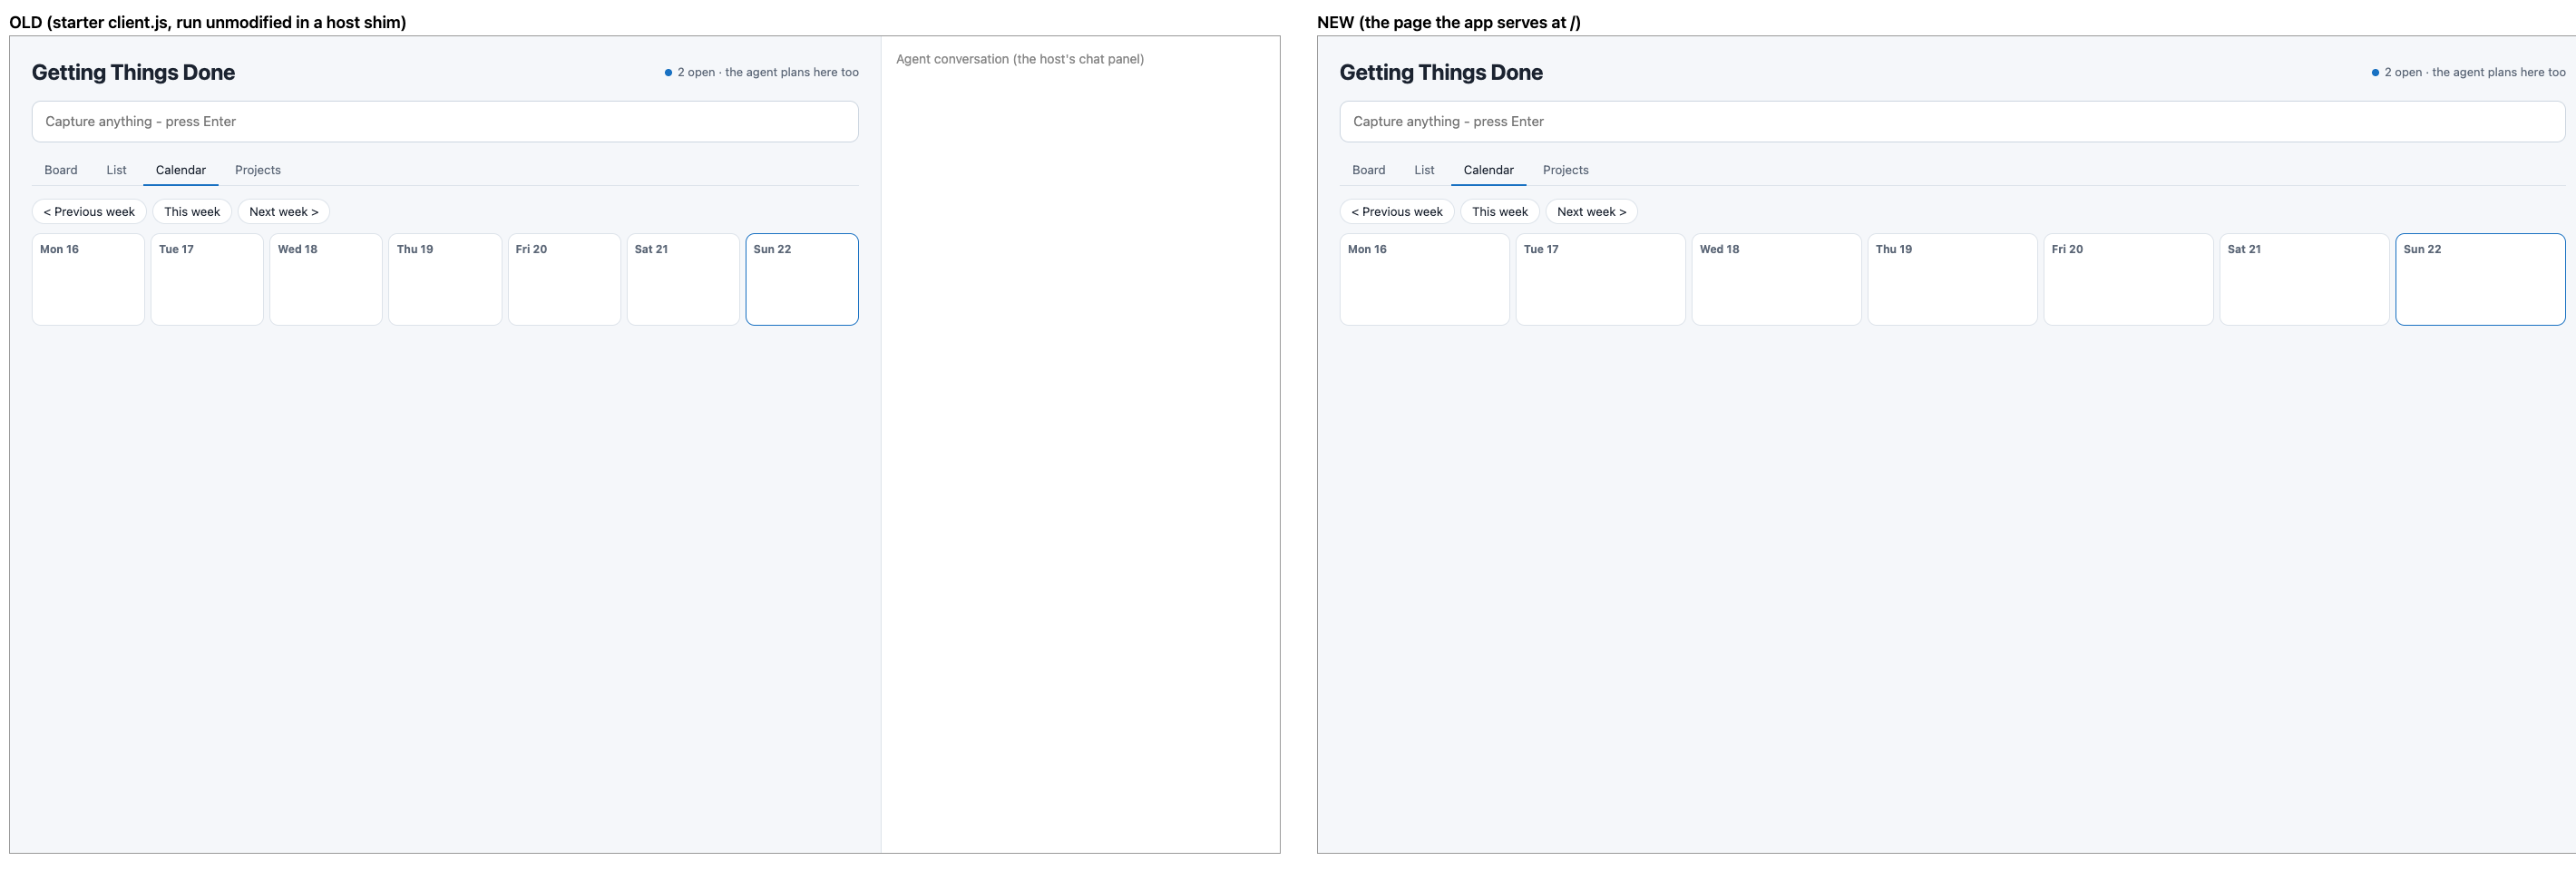 OLD (starter client.js, run unmodified in a host shim)
Getting Things Done
2 open · the agent plans here too
Capture anything - press Enter
Board List Calendar Projects
< Previous week This week Next week >
Mon 16 Tue 17 Wed 18 Thu 19 Fri 20 Sat 21 Sun 22
Agent conversation (the host's chat panel)
NEW (the page the app serves at /)
Getting Things Done
2 open · the agent plans here too
Capture anything - press Enter
Board List Calendar Projects
< Previous week This week Next week >
Mon 16 Tue 17 Wed 18 Thu 19 Fri 20 Sat 21 Sun 22